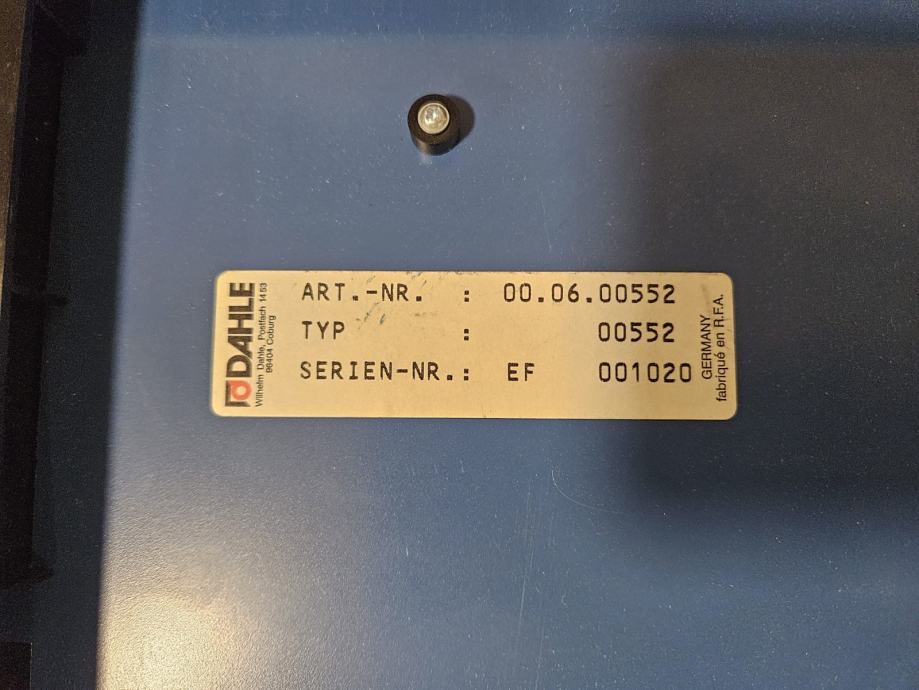 DAHLE
Wilhelm Dahle, Postfach 1453
96404 Coburg
ART.-NR. : 00.06.00552
TYP : 00552
SERIEN-NR.: EF 001020
GERMANY
fabriqué en R.F.A.